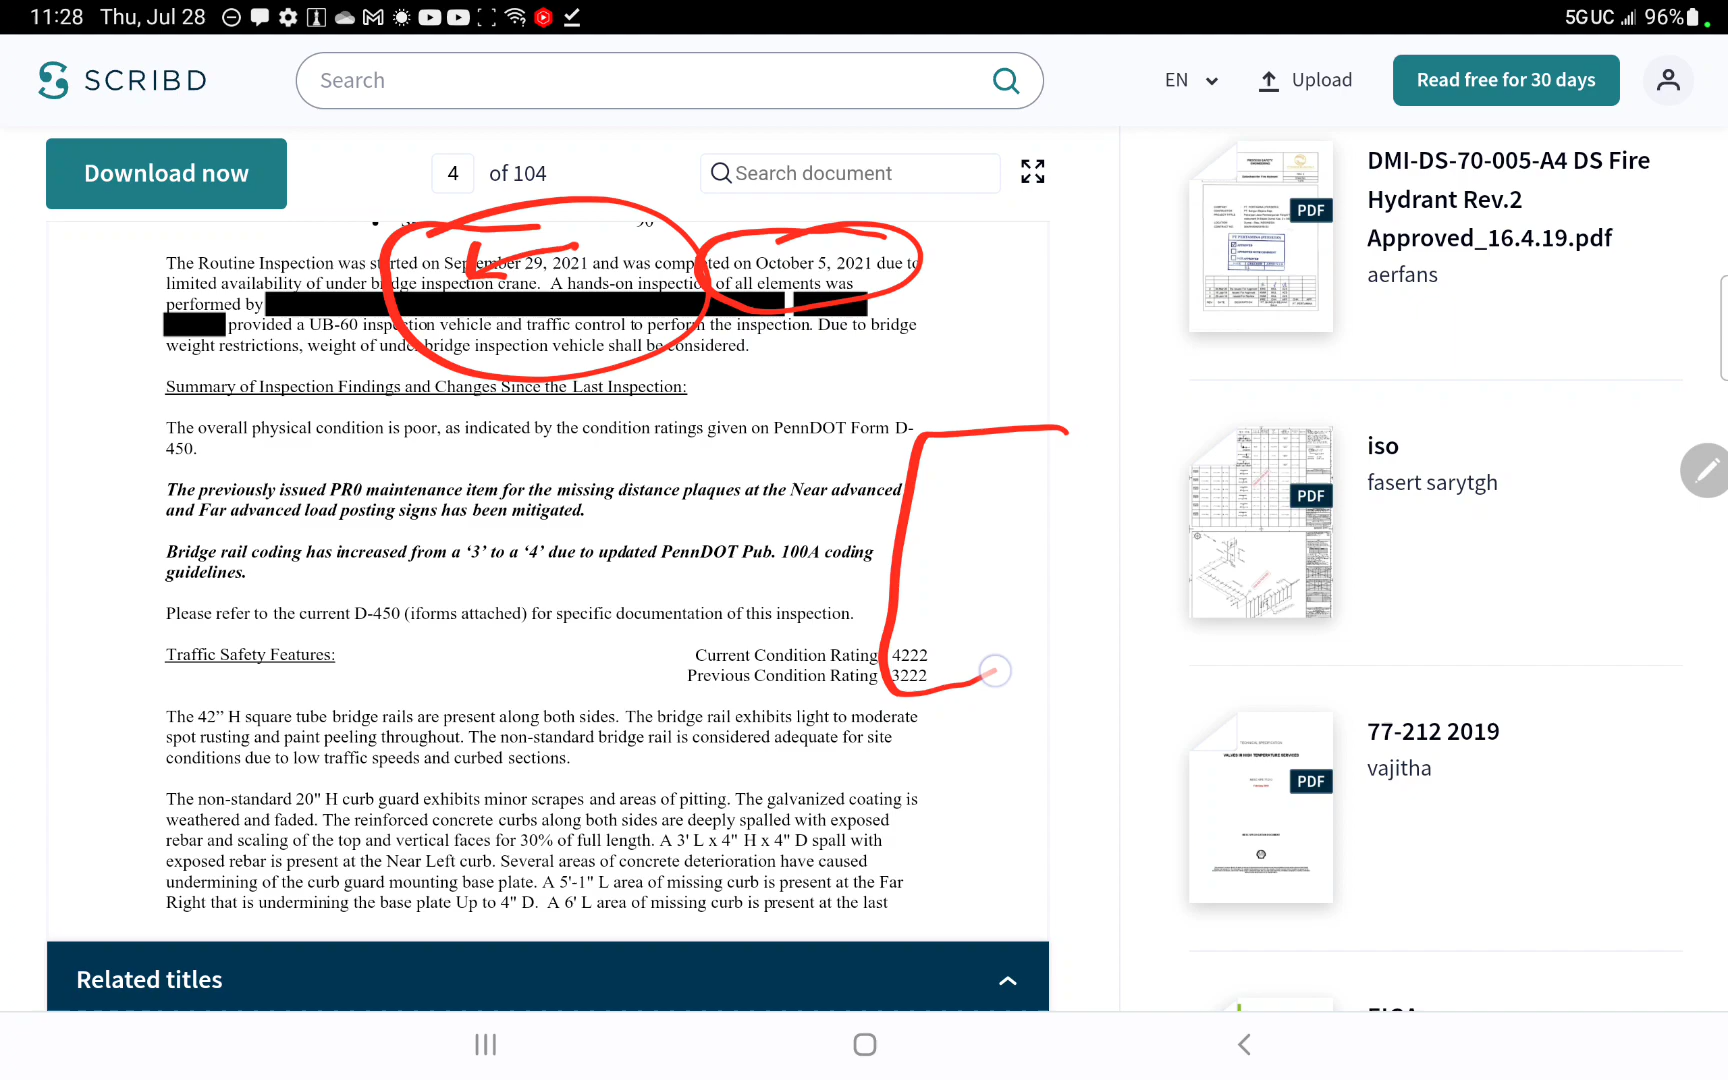 11:28 Thu, Jul 28
5GUC 96%
SCRIBD
Search
EN
Upload
Read free for 30 days
Download now
4 of 104
Search document
90
The Routine Inspection was started on September 29, 2021 and was completed on October 5, 2021 due to
limited availability of under bridge inspection crane. A hands-on inspection of all elements was
performed by
provided a UB-60 inspection vehicle and traffic control to perform the inspection. Due to bridge
weight restrictions, weight of under bridge inspection vehicle shall be considered.
Summary of Inspection Findings and Changes Since the Last Inspection:
The overall physical condition is poor, as indicated by the condition ratings given on PennDOT Form D-
450.
The previously issued PR0 maintenance item for the missing distance plaques at the Near advanced
and Far advanced load posting signs has been mitigated.
Bridge rail coding has increased from a ‘3’ to a ‘4’ due to updated PennDOT Pub. 100A coding
guidelines.
Please refer to the current D-450 (iforms attached) for specific documentation of this inspection.
Traffic Safety Features:
Current Condition Rating 4222
Previous Condition Rating 3222
The 42” H square tube bridge rails are present along both sides. The bridge rail exhibits light to moderate
spot rusting and paint peeling throughout. The non-standard bridge rail is considered adequate for site
conditions due to low traffic speeds and curbed sections.
The non-standard 20" H curb guard exhibits minor scrapes and areas of pitting. The galvanized coating is
weathered and faded. The reinforced concrete curbs along both sides are deeply spalled with exposed
rebar and scaling of the top and vertical faces for 30% of full length. A 3' L x 4" H x 4" D spall with
exposed rebar is present at the Near Left curb. Several areas of concrete deterioration have caused
undermining of the curb guard mounting base plate. A 5'-1" L area of missing curb is present at the Far
Right that is undermining the base plate Up to 4" D. A 6' L area of missing curb is present at the last
Related titles
PDF
DMI-DS-70-005-A4 DS Fire
Hydrant Rev.2
Approved_16.4.19.pdf
aerfans
PDF
iso
fasert sarytgh
VALVES IN HIGH TEMPERATURE SERVICES
PDF
77-212 2019
vajitha